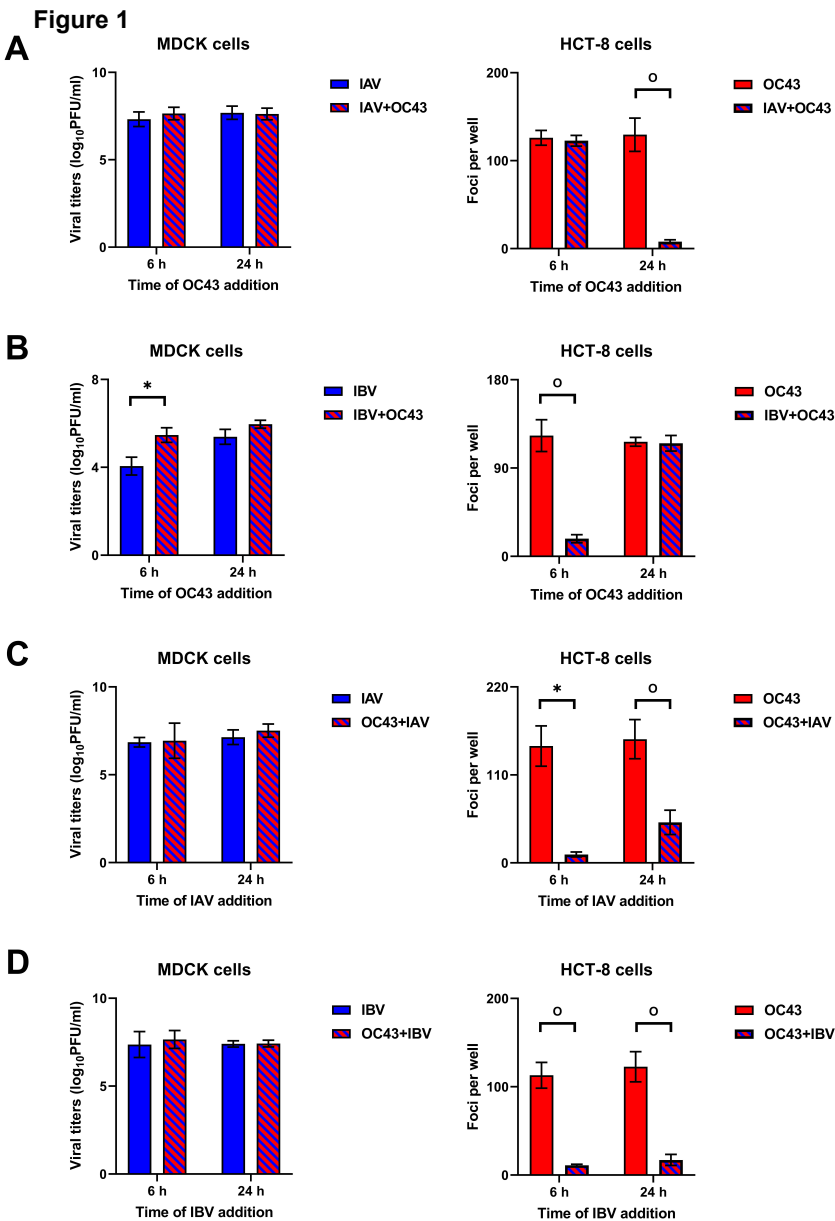 Figure 1
A
MDCK cells
Viral titers (log10PFU/ml)
10
5
0
6 h
24 h
Time of OC43 addition
IAV
IAV+OC43
HCT-8 cells
Foci per well
200
100
0
o
6 h
24 h
Time of OC43 addition
OC43
IAV+OC43
B
MDCK cells
Viral titers (log10PFU/ml)
8
4
0
*
6 h
24 h
Time of OC43 addition
IBV
IBV+OC43
HCT-8 cells
Foci per well
180
90
0
o
6 h
24 h
Time of OC43 addition
OC43
IBV+OC43
C
MDCK cells
Viral titers (log10PFU/ml)
10
5
0
6 h
24 h
Time of IAV addition
IAV
OC43+IAV
HCT-8 cells
Foci per well
220
110
0
*
o
6 h
24 h
Time of IAV addition
OC43
OC43+IAV
D
MDCK cells
Viral titers (log10PFU/ml)
10
5
0
6 h
24 h
Time of IBV addition
IBV
OC43+IBV
HCT-8 cells
Foci per well
200
100
0
o
o
6 h
24 h
Time of IBV addition
OC43
OC43+IBV